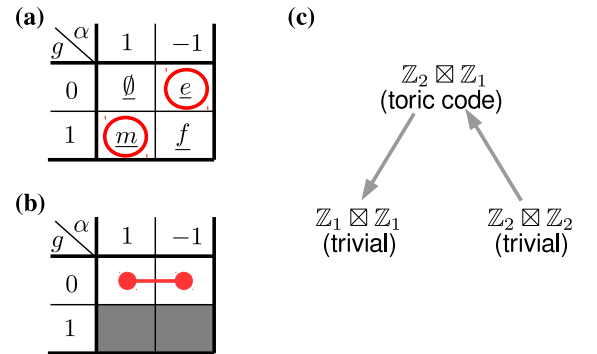 (a)
g α 1 −1
0 ∅ e
1 m f
(b)
g α 1 −1
0
1
(c)
ℤ₂ ⊠ ℤ₁
(toric code)
ℤ₁ ⊠ ℤ₁
(trivial)
ℤ₂ ⊠ ℤ₂
(trivial)